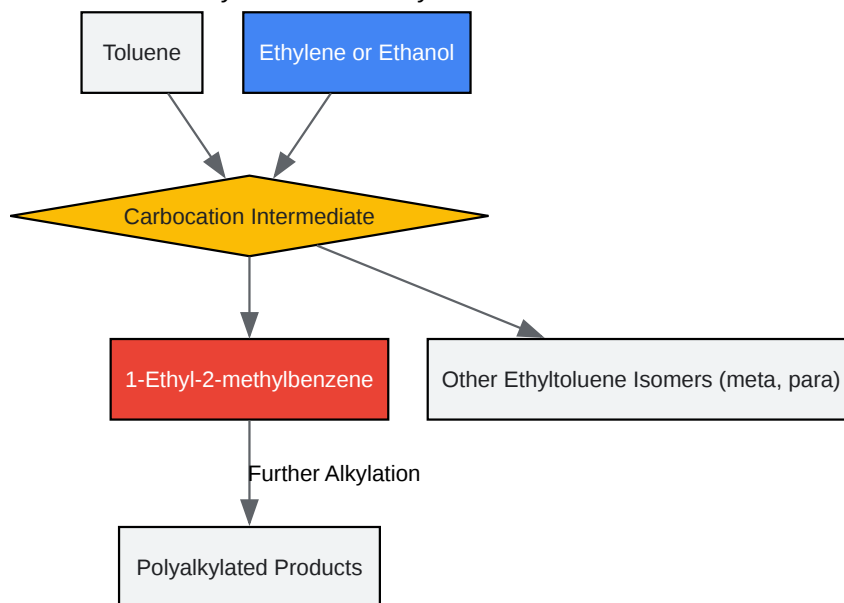 Toluene
Ethylene or Ethanol
Carbocation Intermediate
1-Ethyl-2-methylbenzene
Other Ethyltoluene Isomers (meta, para)
Further Alkylation
Polyalkylated Products